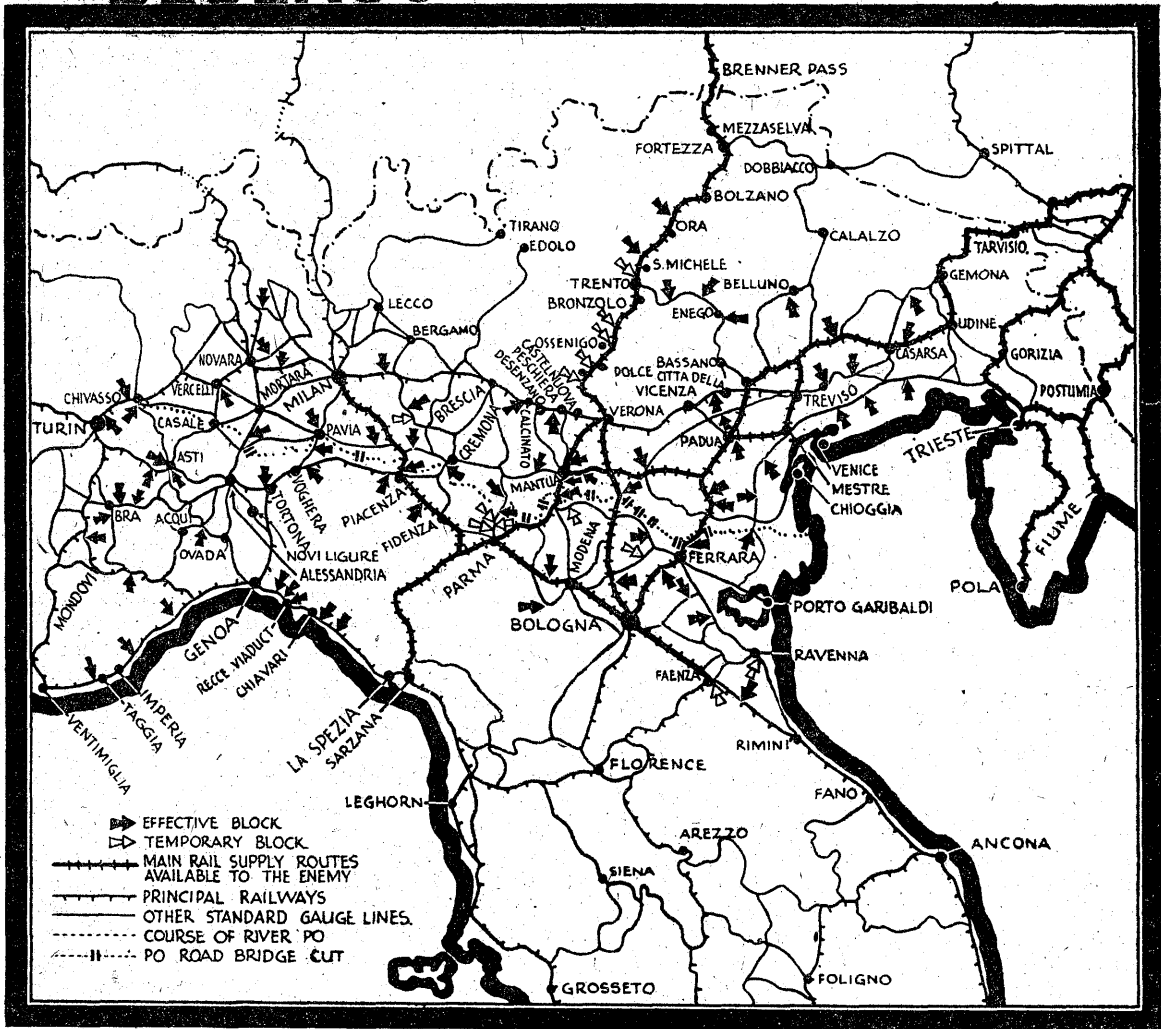 BRENNER PASS
MEZZASELVA
FORTEZZA
DOBBIACCO
SPITTAL
BOLZANO
ORA
TIRANO
EDOLO
CALALZO
TARVISIO
S. MICHELE
GEMONA
TRENTO
BELLUNO
BRONZOLO
LECCO
ENEGO
UDINE
BERGAMO
OSSENIGO
CASARSA
GORIZIA
NOVARA
CASTELNUOVO
PESCHIERA
DESENZANO
DOLCE
BASSANO
CITTA DELLA
VICENZA
POSTUMIA
VERCELLI
MORTARA
MILAN
BRESCIA
CHIVASSO
VERONA
TREVISO
TURIN
CASALE
PAVIA
CREMONA
CALCINATO
PADUA
TRIESTE
ASTI
VENICE
MESTRE
CHIOGGIA
MANTUA
VOGHERA
TORTONA
PIACENZA
BRA
ACQUI
FIDENZA
OVADA
NOVI LIGURE
ALESSANDRIA
MODENA
FERRARA
FIUME
MONDOVI
PARMA
POLA
GENOA
RECCE VIADUCT
CHIAVARI
BOLOGNA
PORTO GARIBALDI
RAVENNA
FAENZA
IMPERIA
TAGGIA
VENTIMIGLIA
LA SPEZIA
SARZANA
RIMINI
FLORENCE
FANO
LEGHORN
AREZZO
ANCONA
SIENA
FOLIGNO
GROSSETO
EFFECTIVE BLOCK
TEMPORARY BLOCK
MAIN RAIL SUPPLY ROUTES
AVAILABLE TO THE ENEMY
PRINCIPAL RAILWAYS
OTHER STANDARD GAUGE LINES.
COURSE OF RIVER PO
PO ROAD BRIDGE CUT